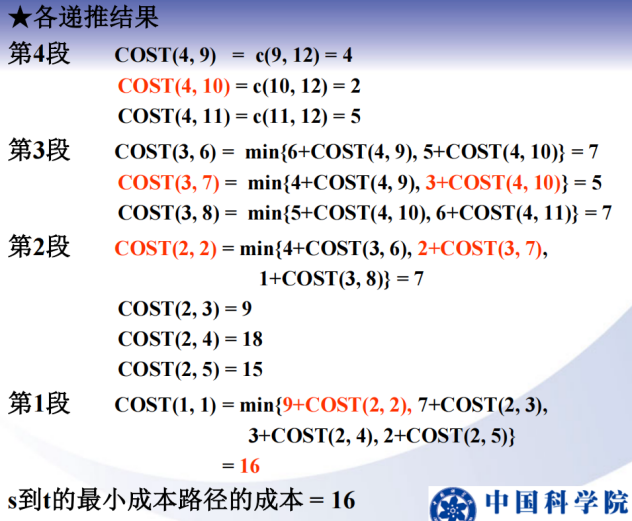 ★各递推结果
第4段 COST(4, 9) = c(9, 12) = 4
COST(4, 10) = c(10, 12) = 2
COST(4, 11) = c(11, 12) = 5
第3段 COST(3, 6) = min{6+COST(4, 9), 5+COST(4, 10)} = 7
COST(3, 7) = min{4+COST(4, 9), 3+COST(4, 10)} = 5
COST(3, 8) = min{5+COST(4, 10), 6+COST(4, 11)} = 7
第2段 COST(2, 2) = min{4+COST(3, 6), 2+COST(3, 7),
1+COST(3, 8)} = 7
COST(2, 3) = 9
COST(2, 4) = 18
COST(2, 5) = 15
第1段 COST(1, 1) = min{9+COST(2, 2), 7+COST(2, 3),
3+COST(2, 4), 2+COST(2, 5)}
= 16
s到t的最小成本路径的成本 = 16
中国科学院